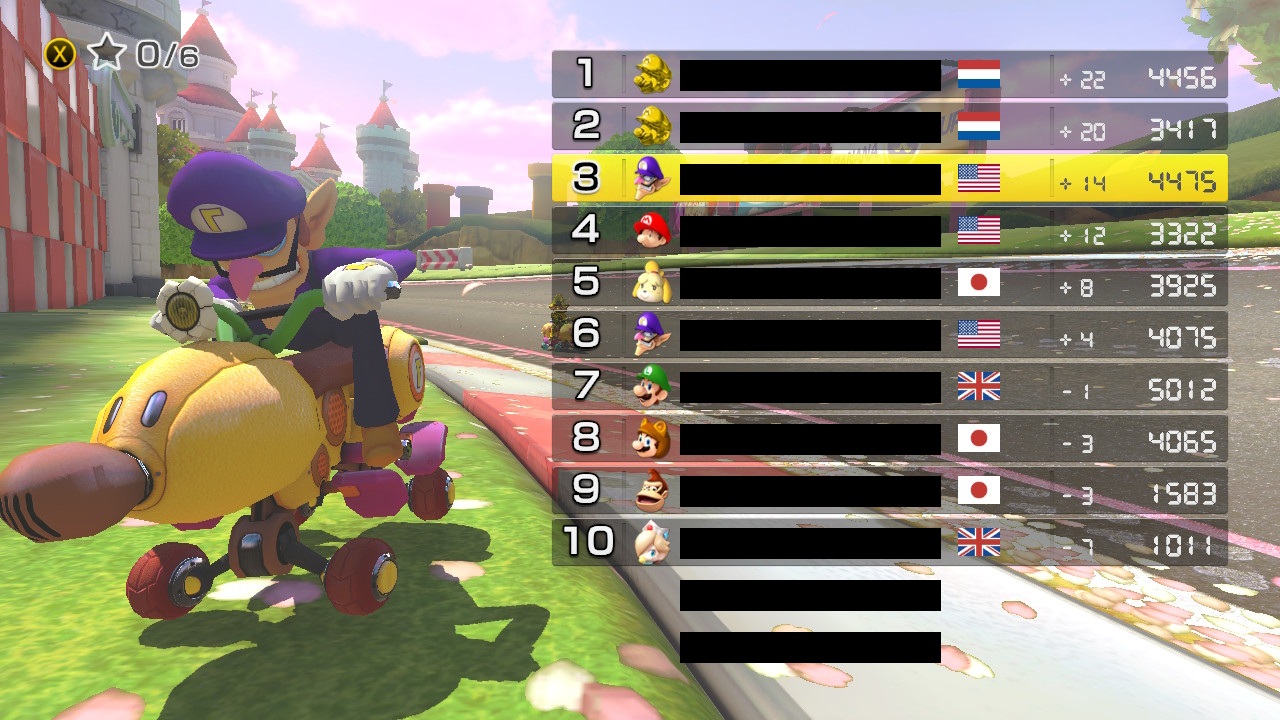 X 0/6
1 + 22 4456
2 + 20 3417
3 + 14 4475
4 + 12 3322
5 + 8 3925
6 + 4 4075
7 - 1 5012
8 - 3 4065
9 - 3 1583
10 - 7 1011